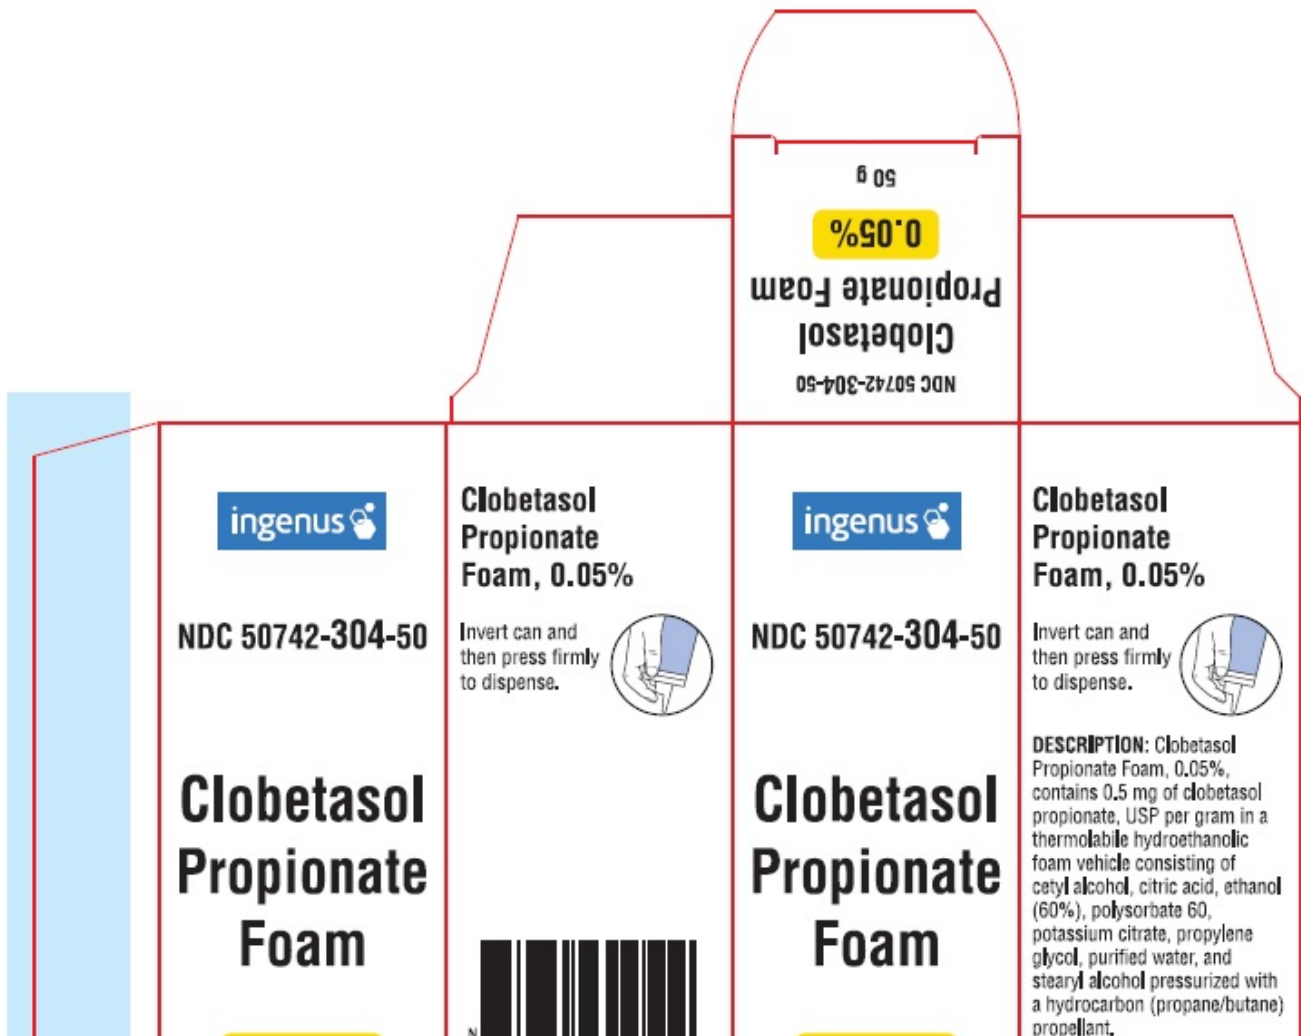 50 g
0.05%
Propionate Foam
Clobetasol
NDC 50742-304-50
ingenus
NDC 50742-304-50
Clobetasol
Propionate
Foam
Clobetasol
Propionate
Foam, 0.05%
Invert can and
then press firmly
to dispense.
N
ingenus
NDC 50742-304-50
Clobetasol
Propionate
Foam
Clobetasol
Propionate
Foam, 0.05%
Invert can and
then press firmly
to dispense.
DESCRIPTION: Clobetasol
Propionate Foam, 0.05%,
contains 0.5 mg of clobetasol
propionate, USP per gram in a
thermolabile hydroethanolic
foam vehicle consisting of
cetyl alcohol, citric acid, ethanol
(60%), polysorbate 60,
potassium citrate, propylene
glycol, purified water, and
stearyl alcohol pressurized with
a hydrocarbon (propane/butane)
propellant.